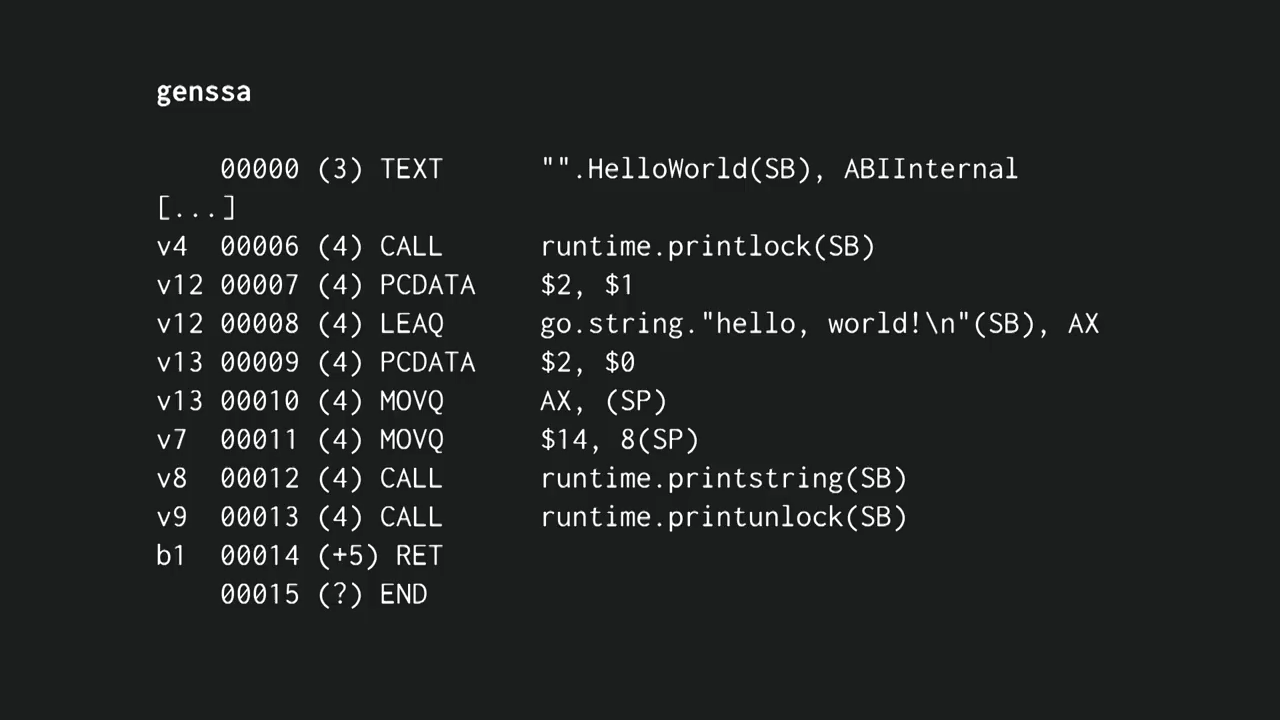 genssa
00000 (3) TEXT "".HelloWorld(SB), ABIInternal
[...]
v4 00006 (4) CALL runtime.printlock(SB)
v12 00007 (4) PCDATA $2, $1
v12 00008 (4) LEAQ go.string."hello, world!\n"(SB), AX
v13 00009 (4) PCDATA $2, $0
v13 00010 (4) MOVQ AX, (SP)
v7 00011 (4) MOVQ $14, 8(SP)
v8 00012 (4) CALL runtime.printstring(SB)
v9 00013 (4) CALL runtime.printunlock(SB)
b1 00014 (+5) RET
00015 (?) END